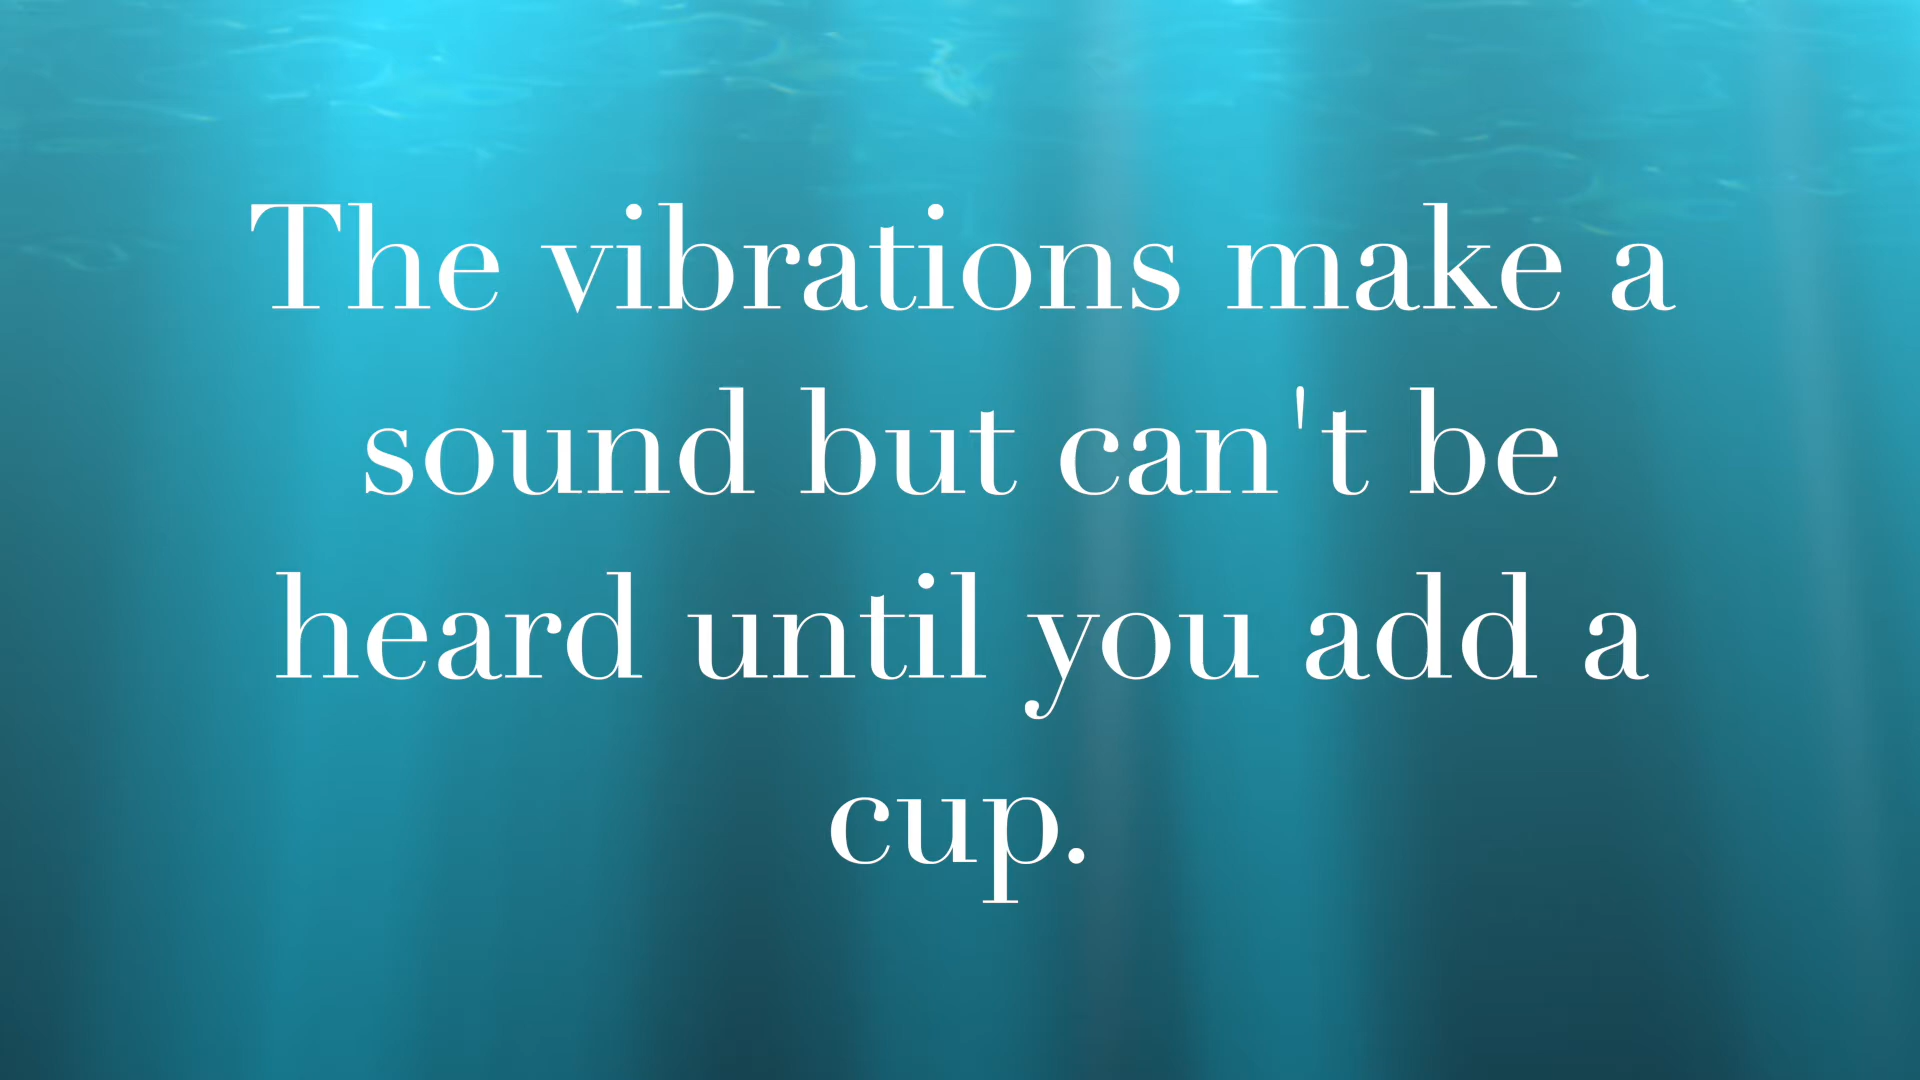 The vibrations make a
sound but can't be
heard until you add a
cup.